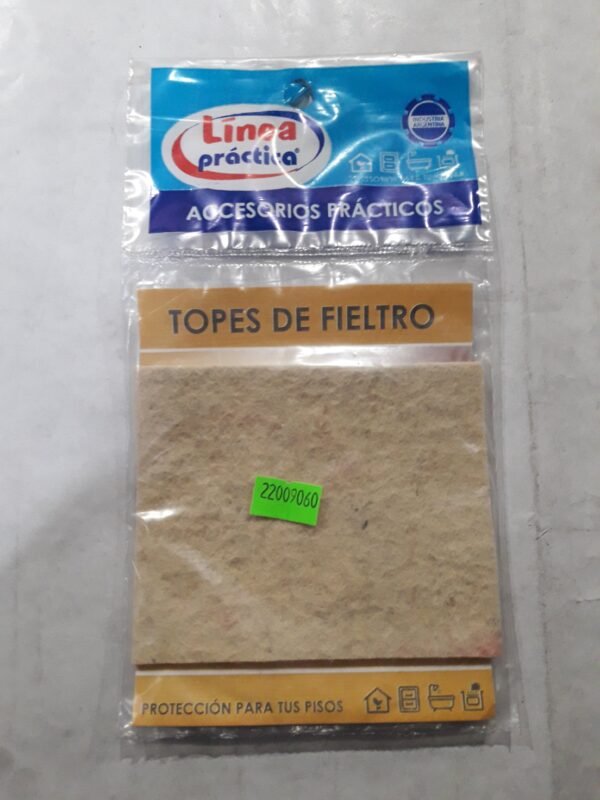 Línea
práctica®
INDUSTRIA
ARGENTINA
ACCESORIOS PRÁCTICOS
TOPES DE FIELTRO
22009060
PROTECCIÓN PARA TUS PISOS